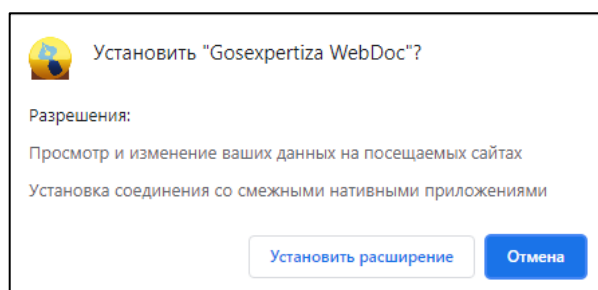 Установить "Gosexpertiza WebDoc"?
Разрешения:
Просмотр и изменение ваших данных на посещаемых сайтах
Установка соединения со смежными нативными приложениями
Установить расширение Отмена